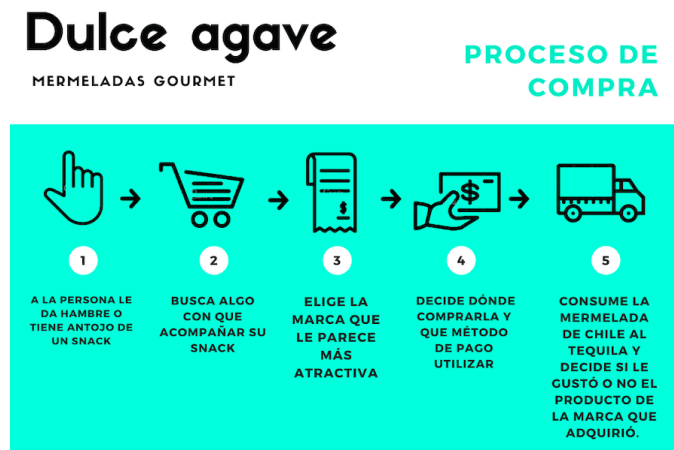 Dulce agave
MERMELADAS GOURMET
PROCESO DE
COMPRA
$
$
1
A LA PERSONA LE
DA HAMBRE O
TIENE ANTOJO DE
UN SNACK
2
BUSCA ALGO
CON QUE
ACOMPAÑAR SU
SNACK
3
ELIGE LA
MARCA QUE
LE PARECE
MÁS
ATRACTIVA
4
DECIDE DÓNDE
COMPRARLA Y
QUE MÉTODO
DE PAGO
UTILIZAR
5
CONSUME LA
MERMELADA
DE CHILE AL
TEQUILA Y
DECIDE SI LE
GUSTÓ O NO EL
PRODUCTO DE
LA MARCA QUE
ADQUIRIÓ.